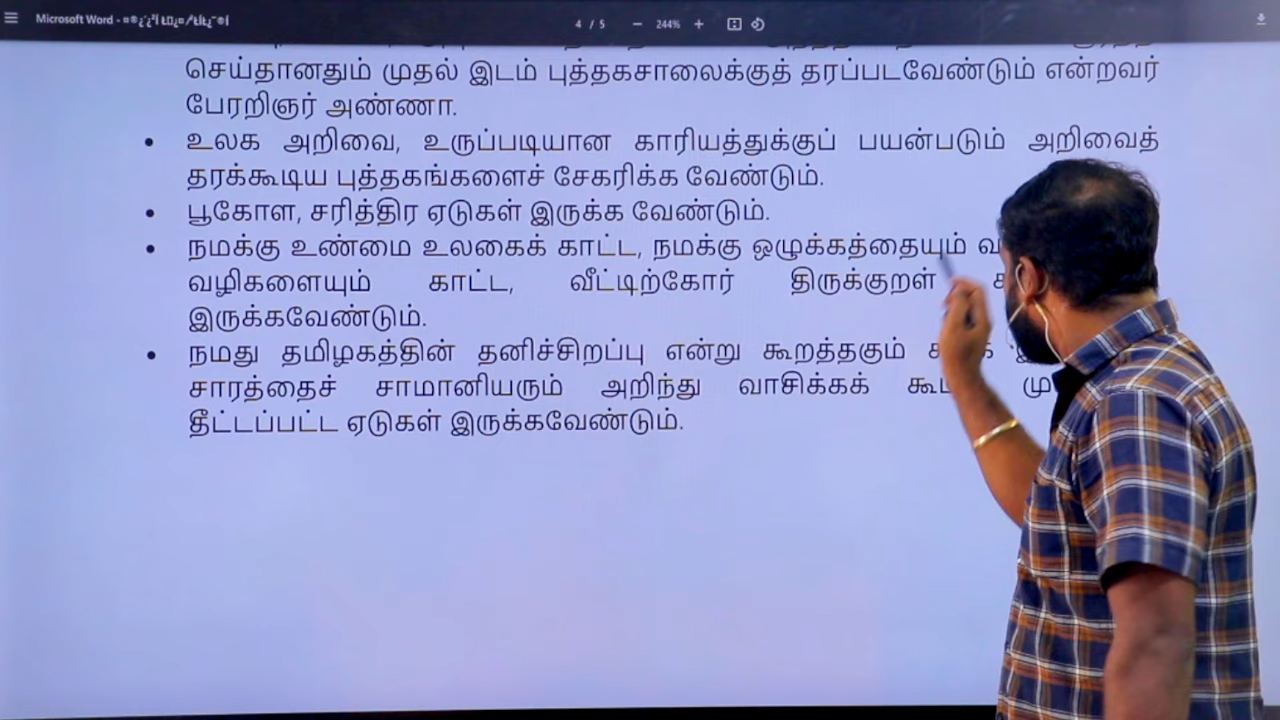 Microsoft Word -
4 / 5 − 244% +
செய்தானதும் முதல் இடம் புத்தகசாலைக்குத் தரப்படவேண்டும் என்றவர்
பேரறிஞர் அண்ணா.
• உலக அறிவை, உருப்படியான காரியத்துக்குப் பயன்படும் அறிவைத்
தரக்கூடிய புத்தகங்களைச் சேகரிக்க வேண்டும்.
• பூகோள, சரித்திர ஏடுகள் இருக்க வேண்டும்.
• நமக்கு உண்மை உலகைக் காட்ட, நமக்கு ஒழுக்கத்தையும்
வழிகளையும் காட்ட, வீட்டிற்கோர் திருக்குறள்
இருக்கவேண்டும்.
• நமது தமிழகத்தின் தனிச்சிறப்பு என்று கூறத்தகும்
சாரத்தைச் சாமானியரும் அறிந்து வாசிக்கக்
தீட்டப்பட்ட ஏடுகள் இருக்கவேண்டும்.